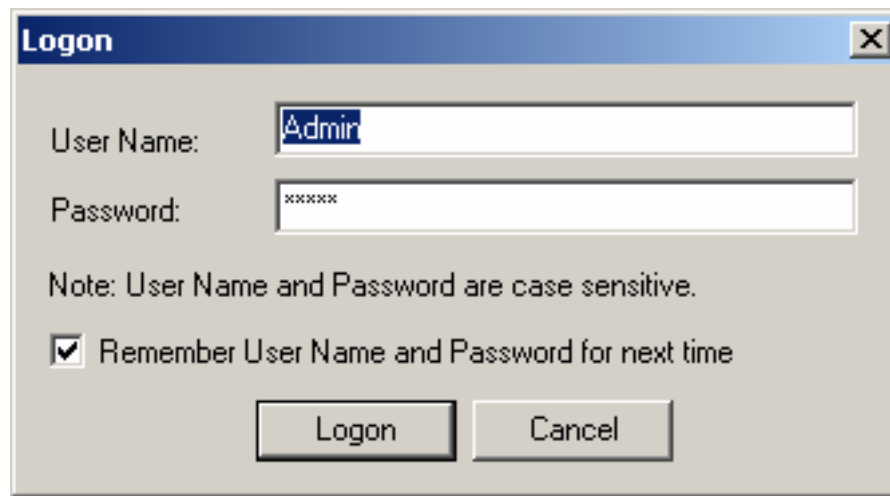 Logon
User Name: Admin
Password: xxxxx
Note: User Name and Password are case sensitive.
Remember User Name and Password for next time
Logon Cancel